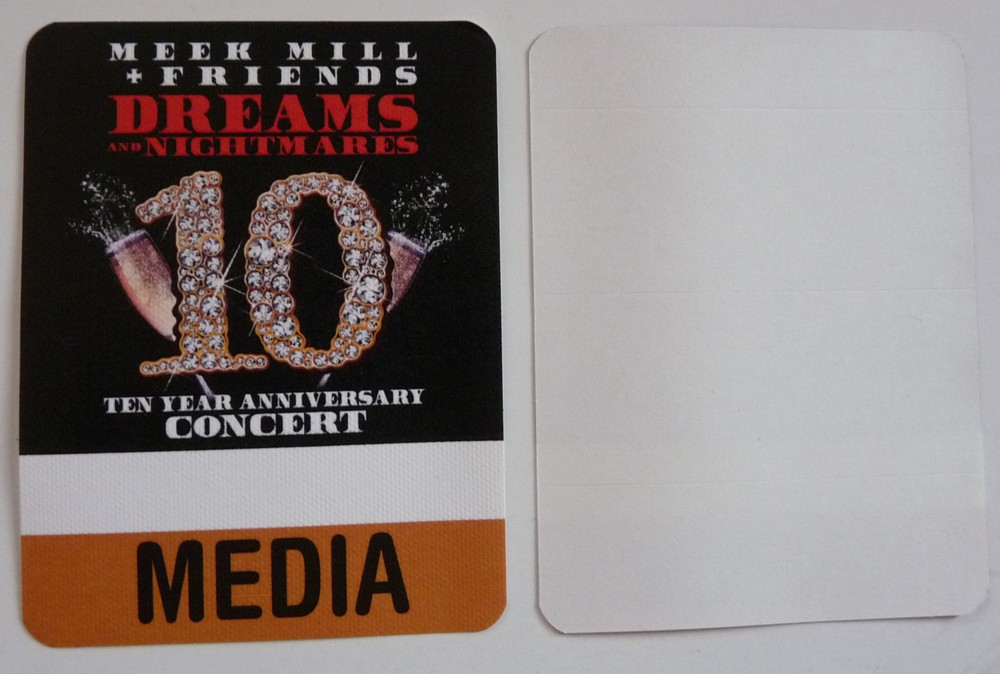 MEEK MILL
+ FRIENDS
DREAMS
AND NIGHTMARES
10
TEN YEAR ANNIVERSARY
CONCERT
MEDIA